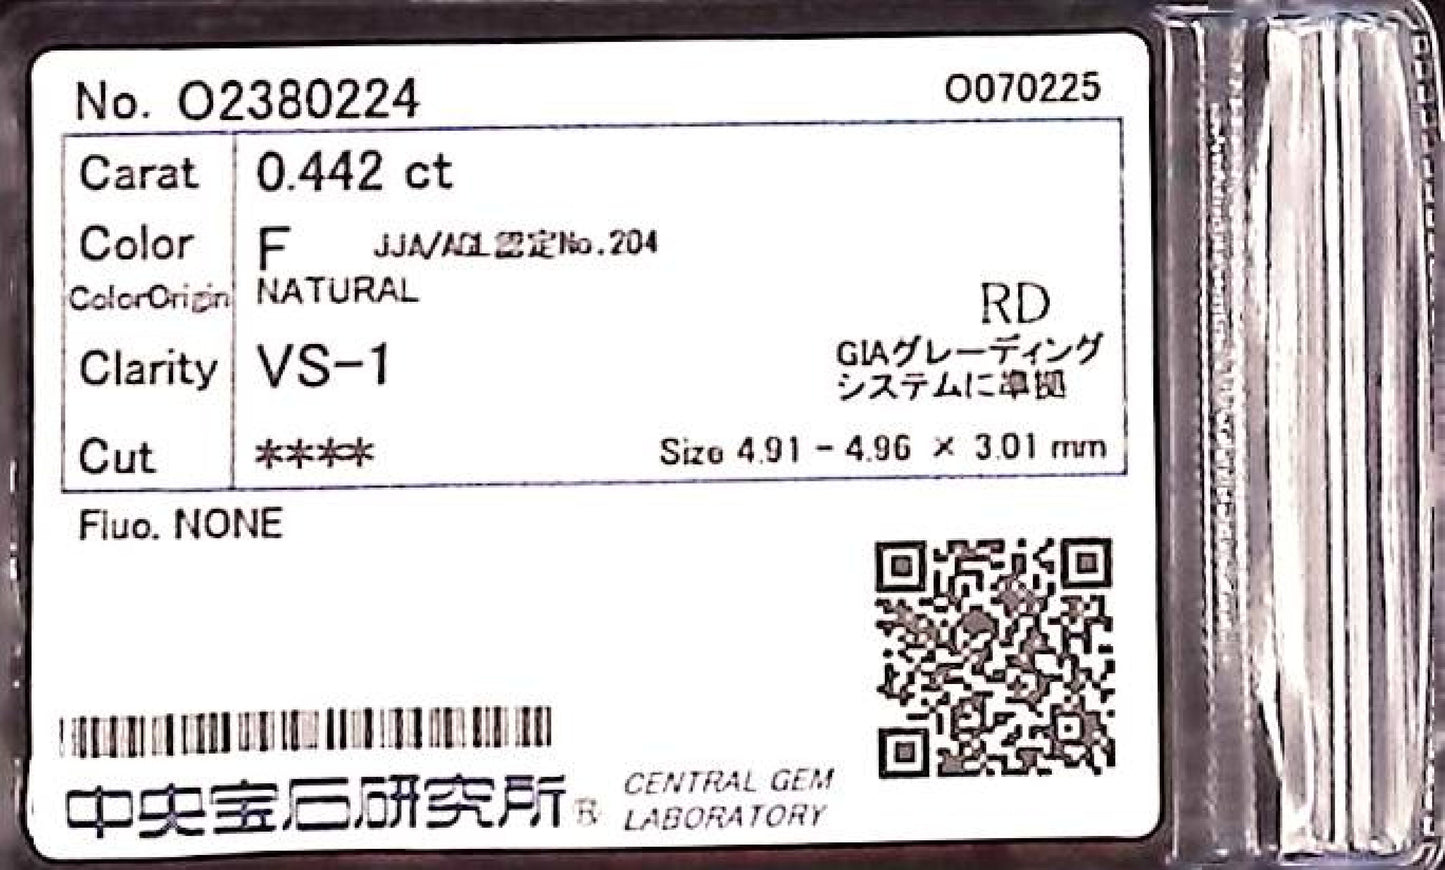 No. O2380224
O070225
Carat 0.442 ct
Color F JJA/AGL認定No.204
ColorOrigin NATURAL
RD
Clarity VS-1
GIAグレーディング
システムに準拠
Cut ****
Size 4.91 - 4.96 × 3.01 mm
Fluo. NONE
中央宝石研究所®
CENTRAL GEM
LABORATORY